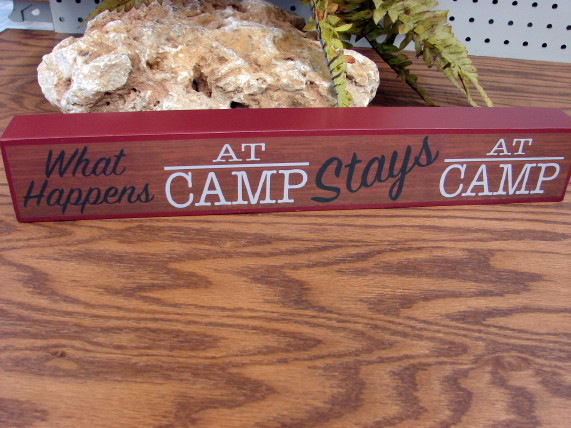 What
Happens
AT
CAMP
Stays
AT
CAMP